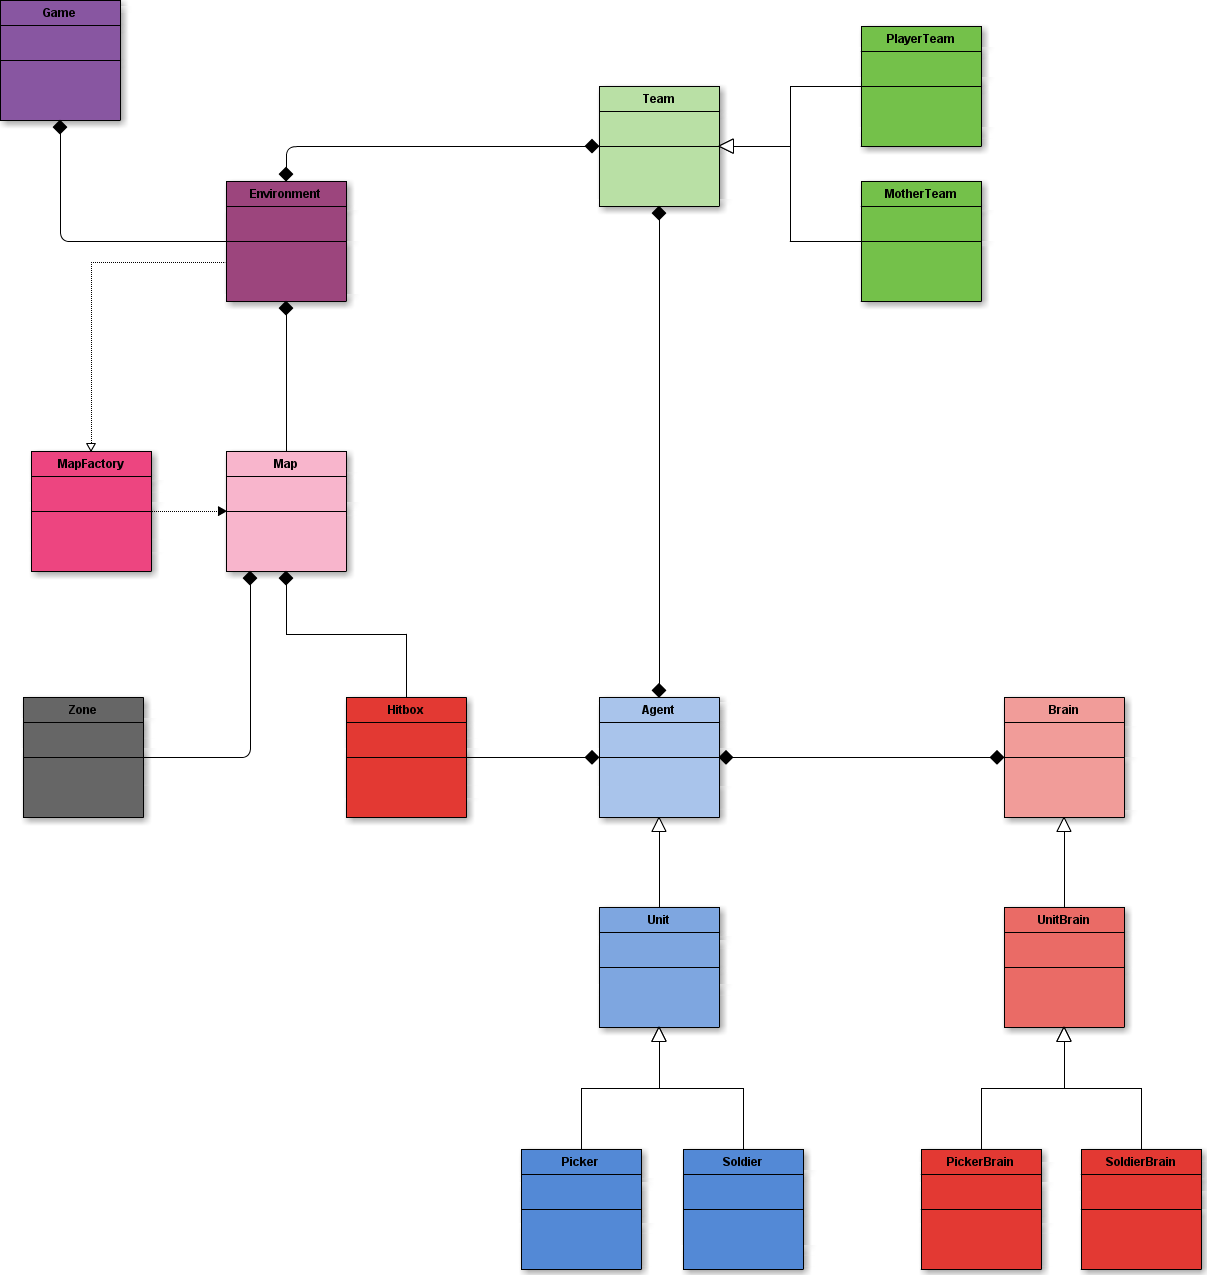 Game
PlayerTeam
Team
Environment
MotherTeam
MapFactory
Map
Zone
Hitbox
Agent
Brain
Unit
UnitBrain
Picker
Soldier
PickerBrain
SoldierBrain